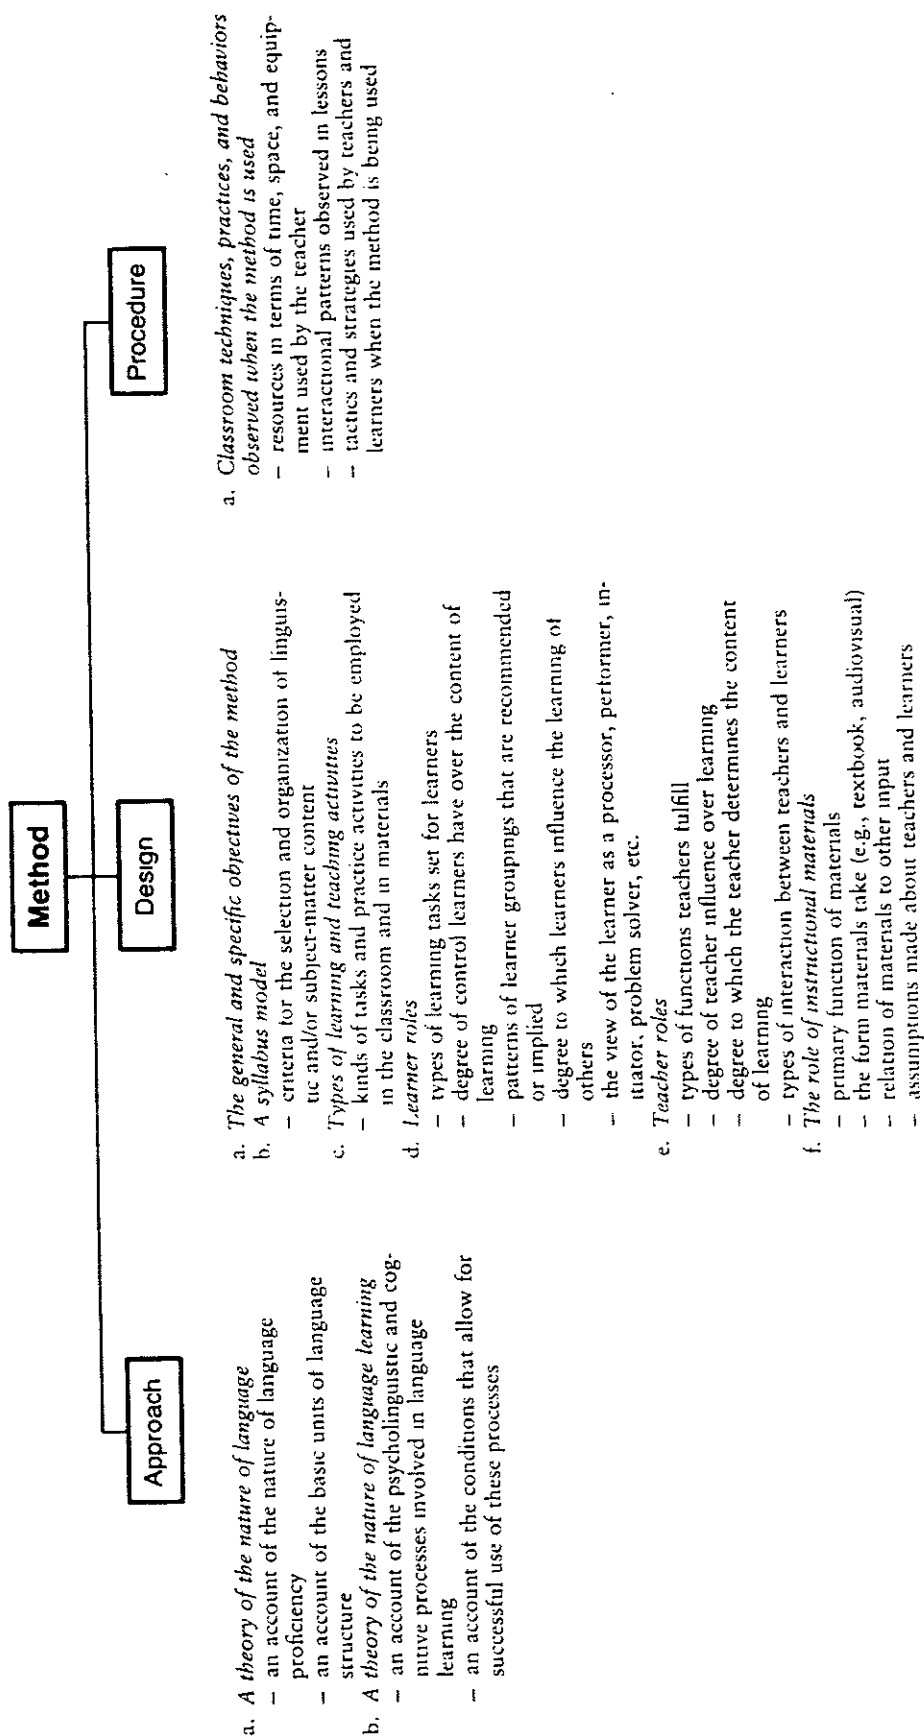 Method
Approach
Design
Procedure
a. A theory of the nature of language
– an account of the nature of language
proficiency
– an account of the basic units of language
structure
b. A theory of the nature of language learning
– an account of the psycholinguistic and cog-
nitive processes involved in language
learning
– an account of the conditions that allow for
successful use of these processes
a. The general and specific objectives of the method
b. A syllabus model
– criteria for the selection and organization of linguis-
tic and/or subject-matter content
c. Types of learning and teaching activities
– kinds of tasks and practice activities to be employed
in the classroom and in materials
d. Learner roles
– types of learning tasks set for learners
– degree of control learners have over the content of
learning
– patterns of learner groupings that are recommended
or implied
– degree to which learners influence the learning of
others
– the view of the learner as a processor, performer, in-
itiator, problem solver, etc.
e. Teacher roles
– types of functions teachers fulfill
– degree of teacher influence over learning
– degree to which the teacher determines the content
of learning
– types of interaction between teachers and learners
f. The role of instructional materials
– primary function of materials
– the form materials take (e.g., textbook, audiovisual)
– relation of materials to other input
– assumptions made about teachers and learners
a. Classroom techniques, practices, and behaviors
observed when the method is used
– resources in terms of time, space, and equip-
ment used by the teacher
– interactional patterns observed in lessons
– tactics and strategies used by teachers and
learners when the method is being used